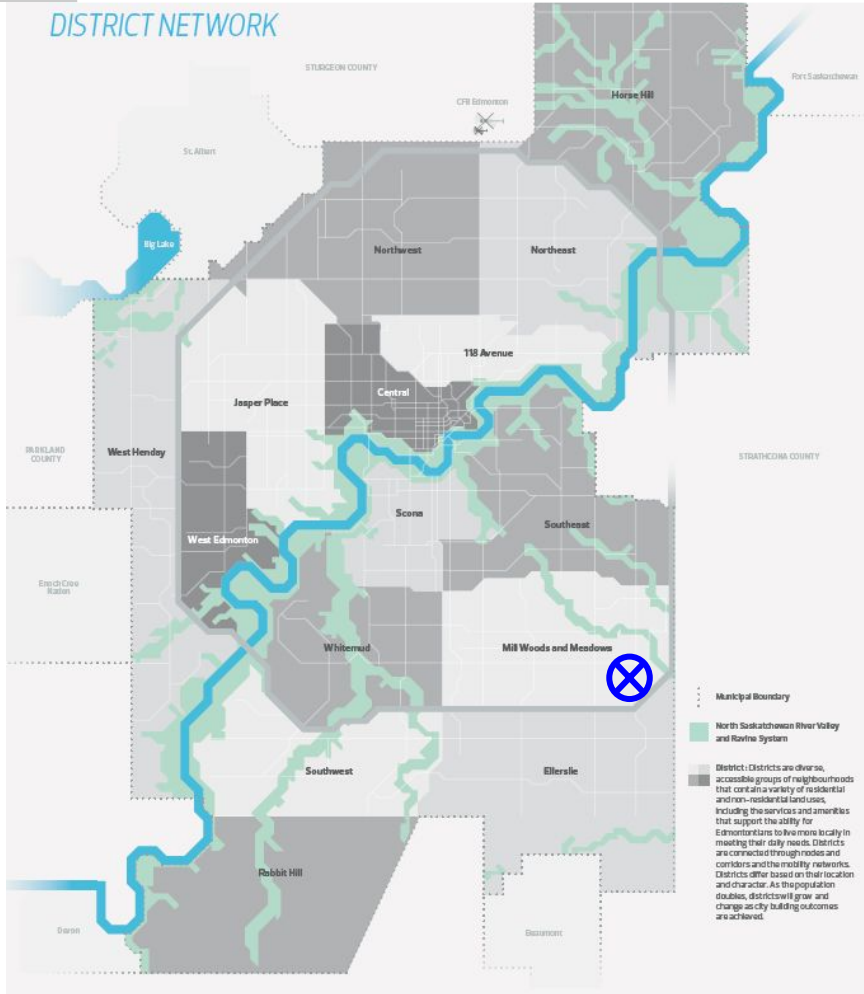 DISTRICT NETWORK
STURGEON COUNTY
Fort Saskatchewan
Horse Hill
CFB Edmonton
St. Albert
Big Lake
Northwest
Northeast
118 Avenue
Central
Jasper Place
PARKLAND
COUNTY
West Henday
STRATHCONA COUNTY
Scona
Southeast
West Edmonton
Enoch Cree
Nation
Whitemud
Mill Woods and Meadows
Municipal Boundary
North Saskatchewan River Valley
and Ravine System
Southwest
Ellerslie
District: Districts are diverse,
accessible groups of neighbourhoods
that contain a variety of residential
and non-residential land uses,
including the services and amenities
that support the ability for
Edmontontians to live more locally in
meeting their daily needs. Districts
are connected through nodes and
corridors and the mobility networks.
Districts differ based on their location
and character. As the population
doubles, districts will grow and
change as city building outcomes
are achieved.
Rabbit Hill
Devon
Beaumont